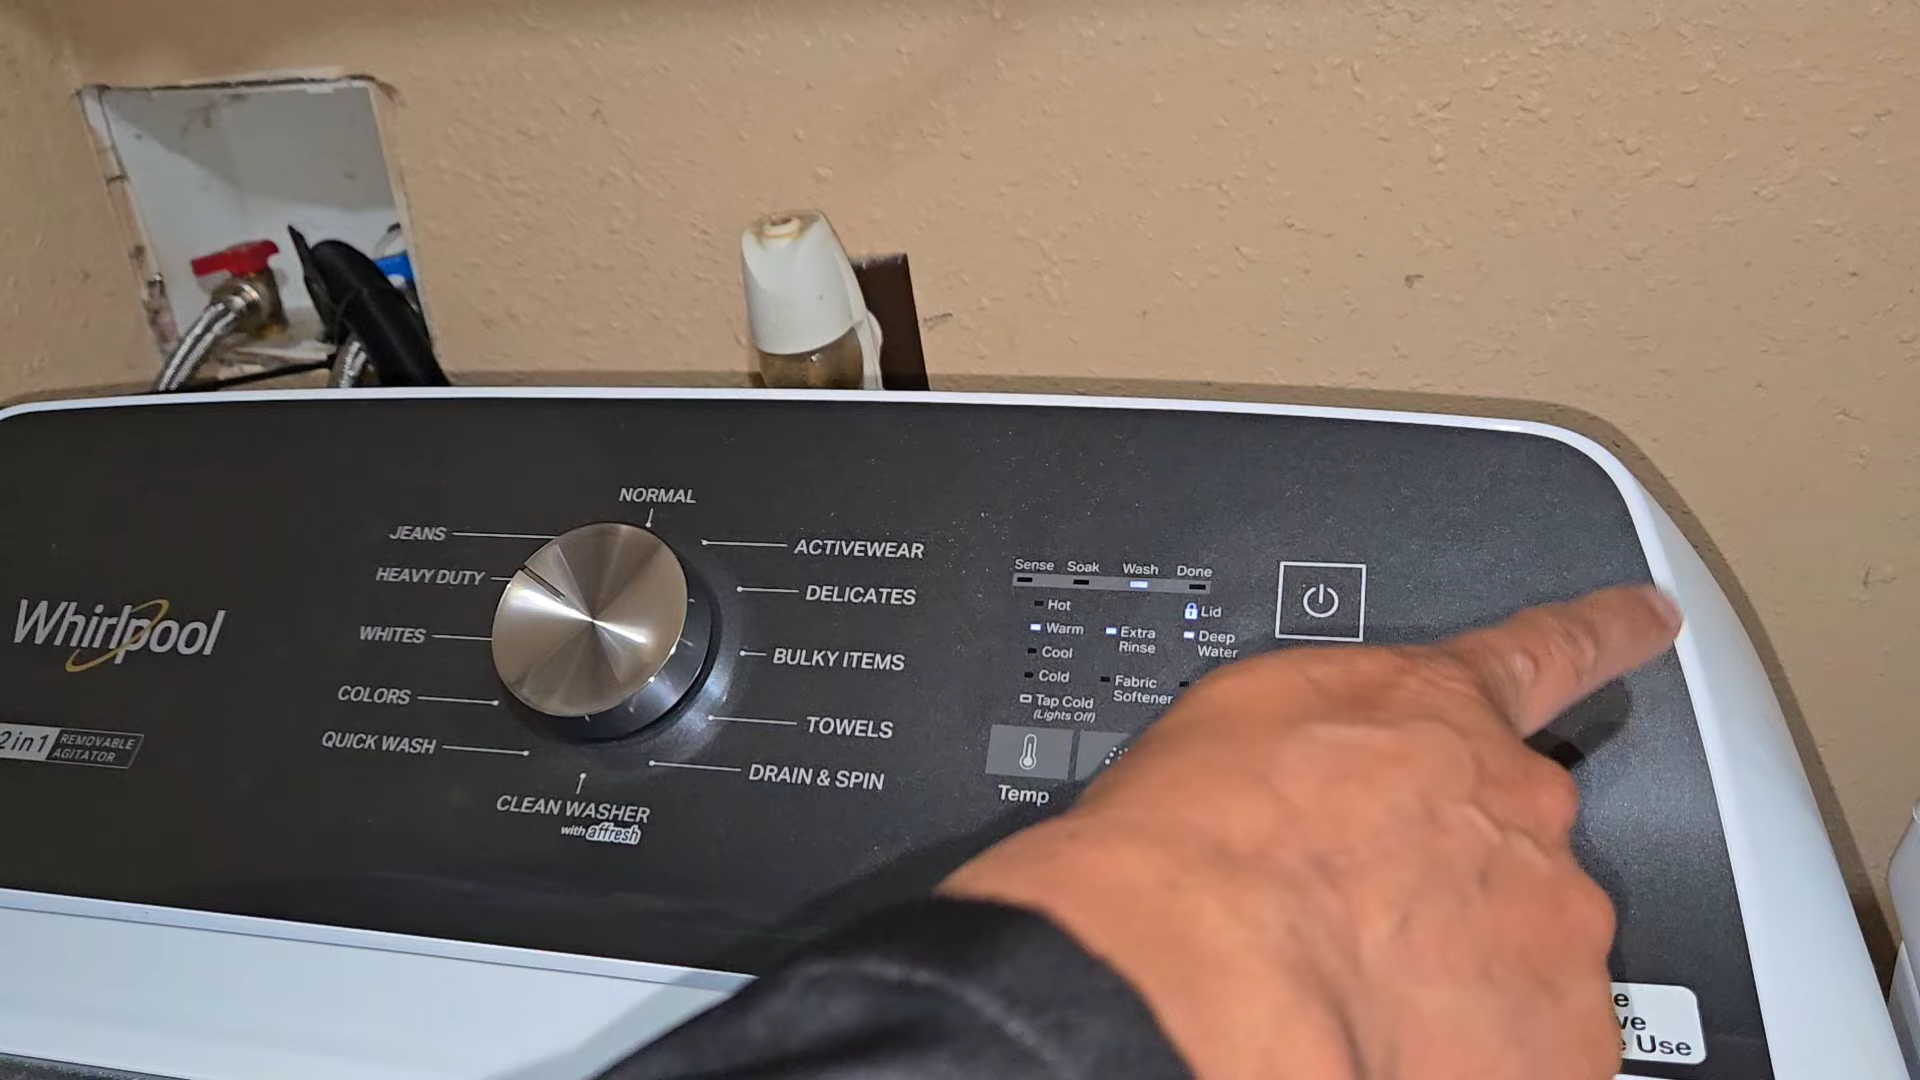 NORMAL
JEANS
HEAVY DUTY
WHITES
COLORS
QUICK WASH
CLEAN WASHER
with affresh
ACTIVEWEAR
DELICATES
BULKY ITEMS
TOWELS
DRAIN & SPIN
Whirlpool
2in1 REMOVABLE
AGITATOR
Sense Soak Wash Done
Hot
Warm
Cool
Cold
Tap Cold
(Lights Off)
Extra
Rinse
Fabric
Softener
Lid
Deep
Water
Temp
Use